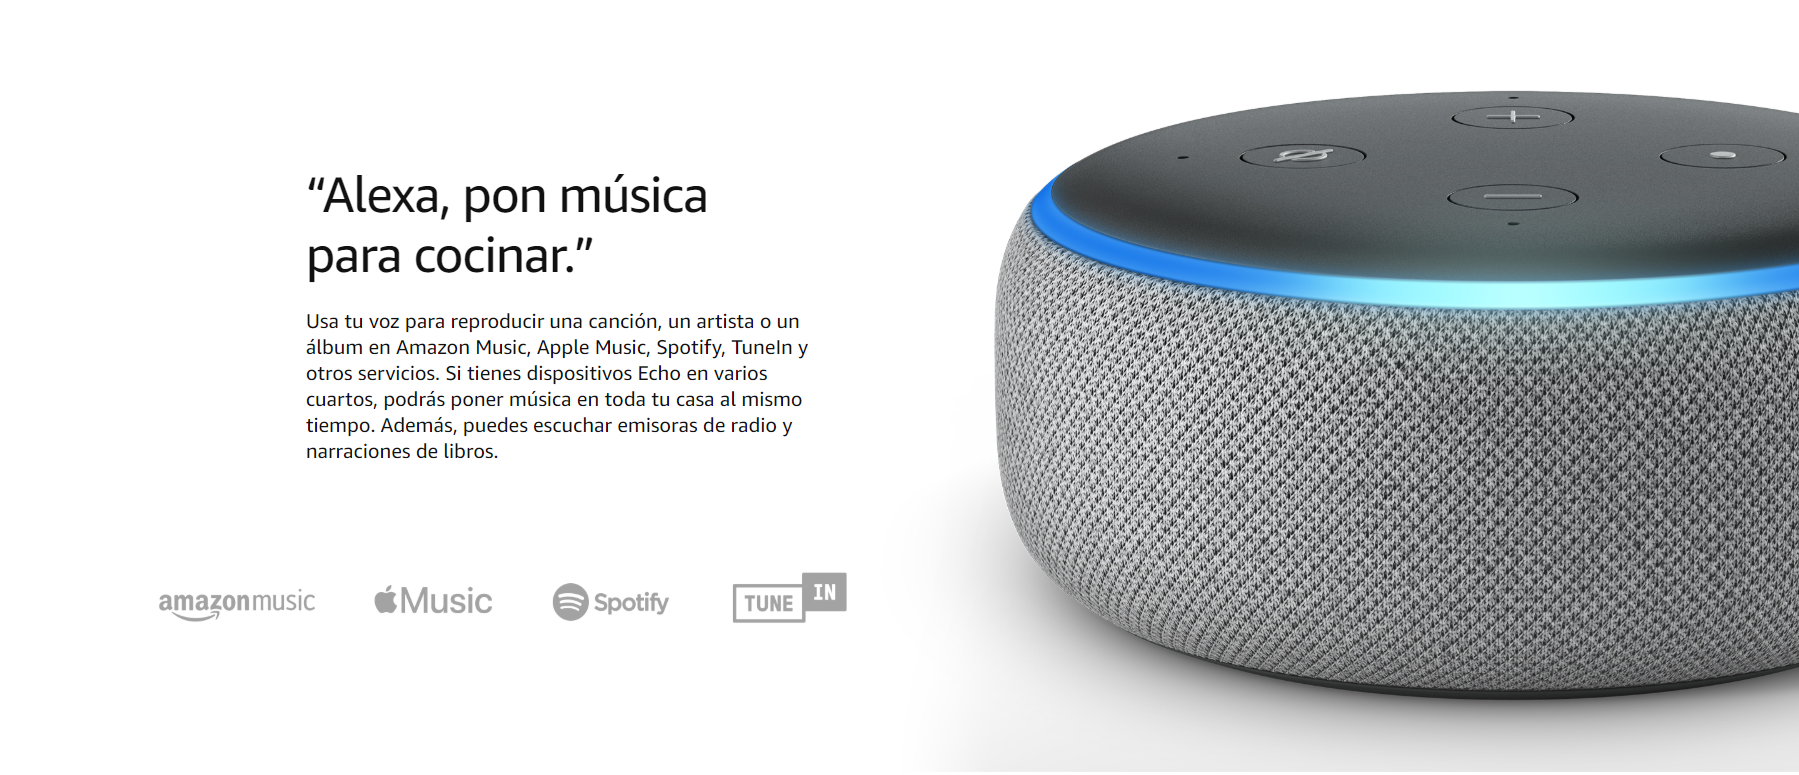 “Alexa, pon música
para cocinar.”
Usa tu voz para reproducir una canción, un artista o un
álbum en Amazon Music, Apple Music, Spotify, TuneIn y
otros servicios. Si tienes dispositivos Echo en varios
cuartos, podrás poner música en toda tu casa al mismo
tiempo. Además, puedes escuchar emisoras de radio y
narraciones de libros.
amazon music Music Spotify TUNE IN